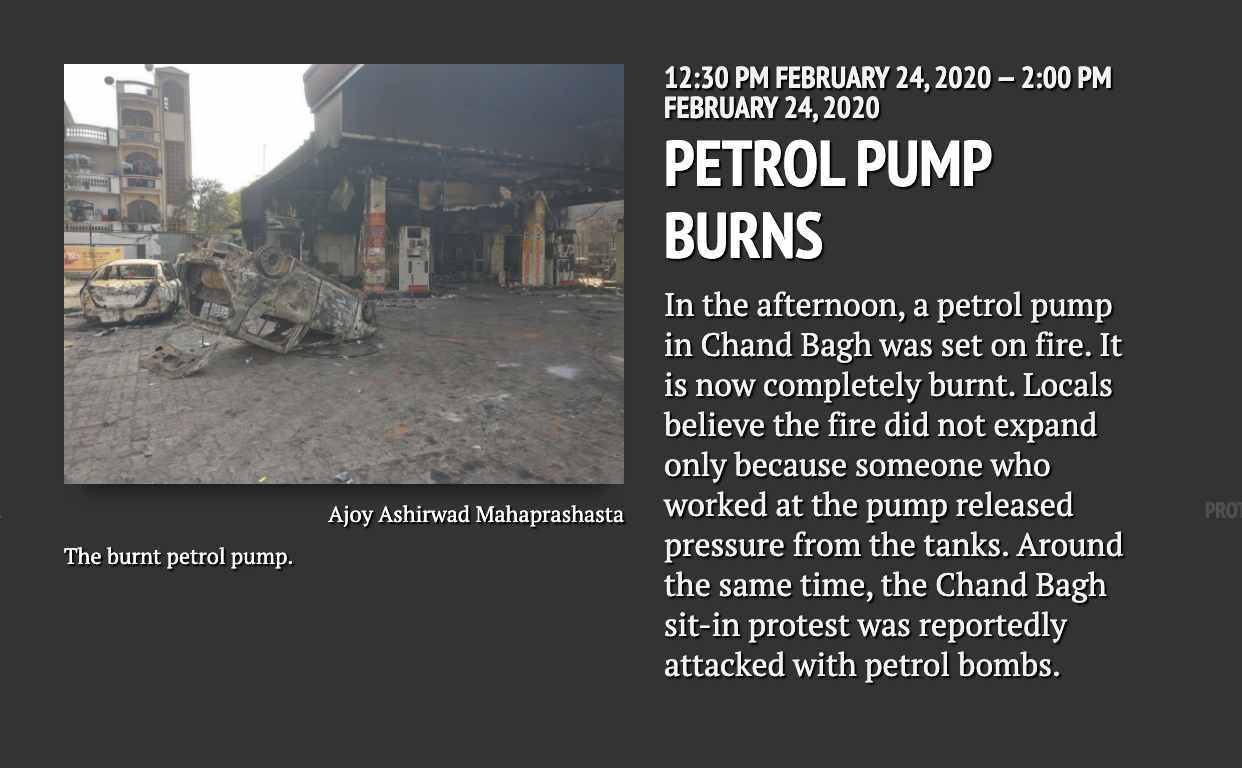 12:30 PM FEBRUARY 24, 2020 — 2:00 PM
FEBRUARY 24, 2020
PETROL PUMP
BURNS
In the afternoon, a petrol pump
in Chand Bagh was set on fire. It
is now completely burnt. Locals
believe the fire did not expand
only because someone who
worked at the pump released
pressure from the tanks. Around
the same time, the Chand Bagh
sit-in protest was reportedly
attacked with petrol bombs.
Ajoy Ashirwad Mahaprashasta
The burnt petrol pump.
PROT